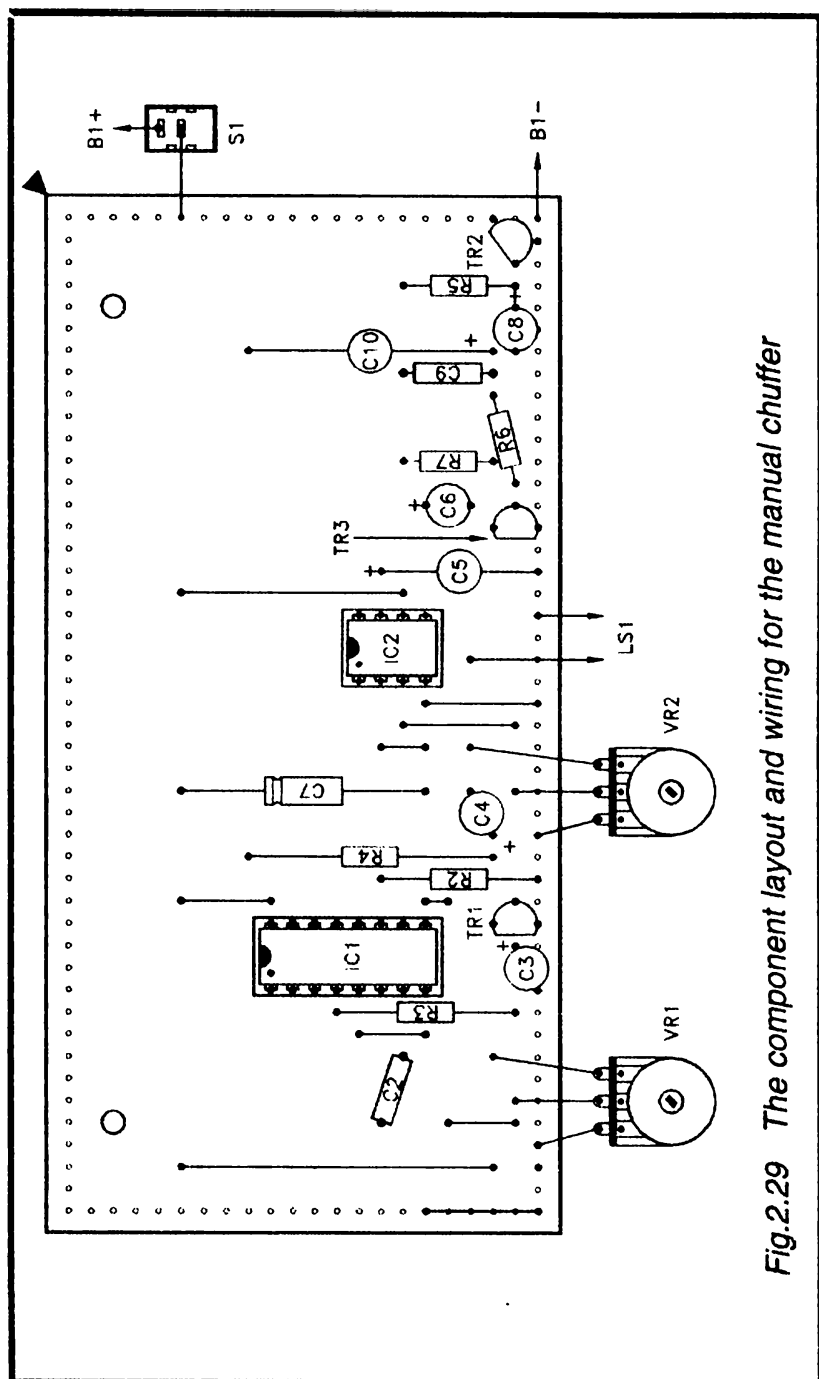 B1+
S1
B1-
TR2
R5
C8
C10
C9
R6
R7
C6
TR3
C5
IC2
LS1
C7
C4
VR2
R4
R2
TR1
IC1
C3
R3
C2
VR1
+
+
+
+
+
+
Fig.2.29 The component layout and wiring for the manual chuffer